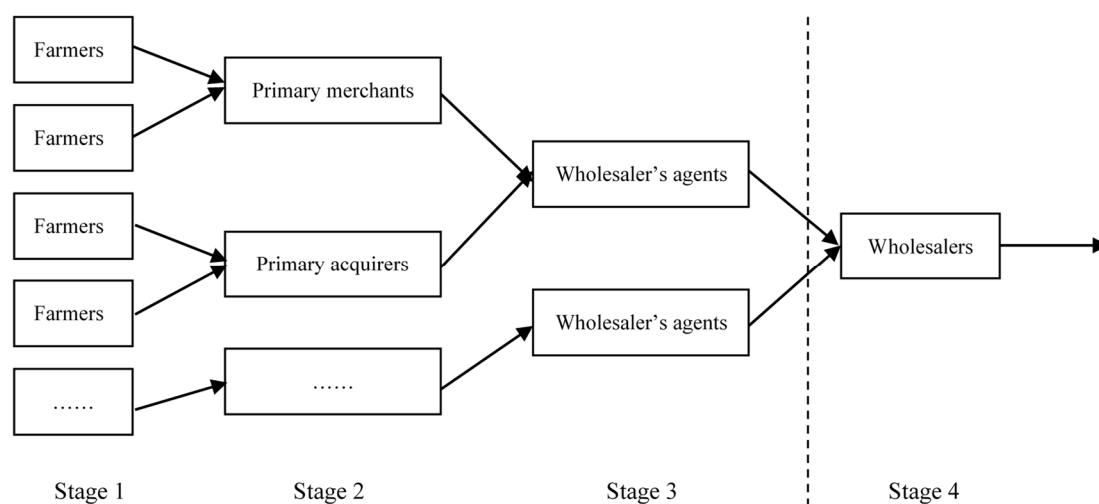 Farmers
Farmers
Farmers
Farmers
……
Primary merchants
Primary acquirers
……
Wholesaler’s agents
Wholesaler’s agents
Wholesalers
Stage 1
Stage 2
Stage 3
Stage 4